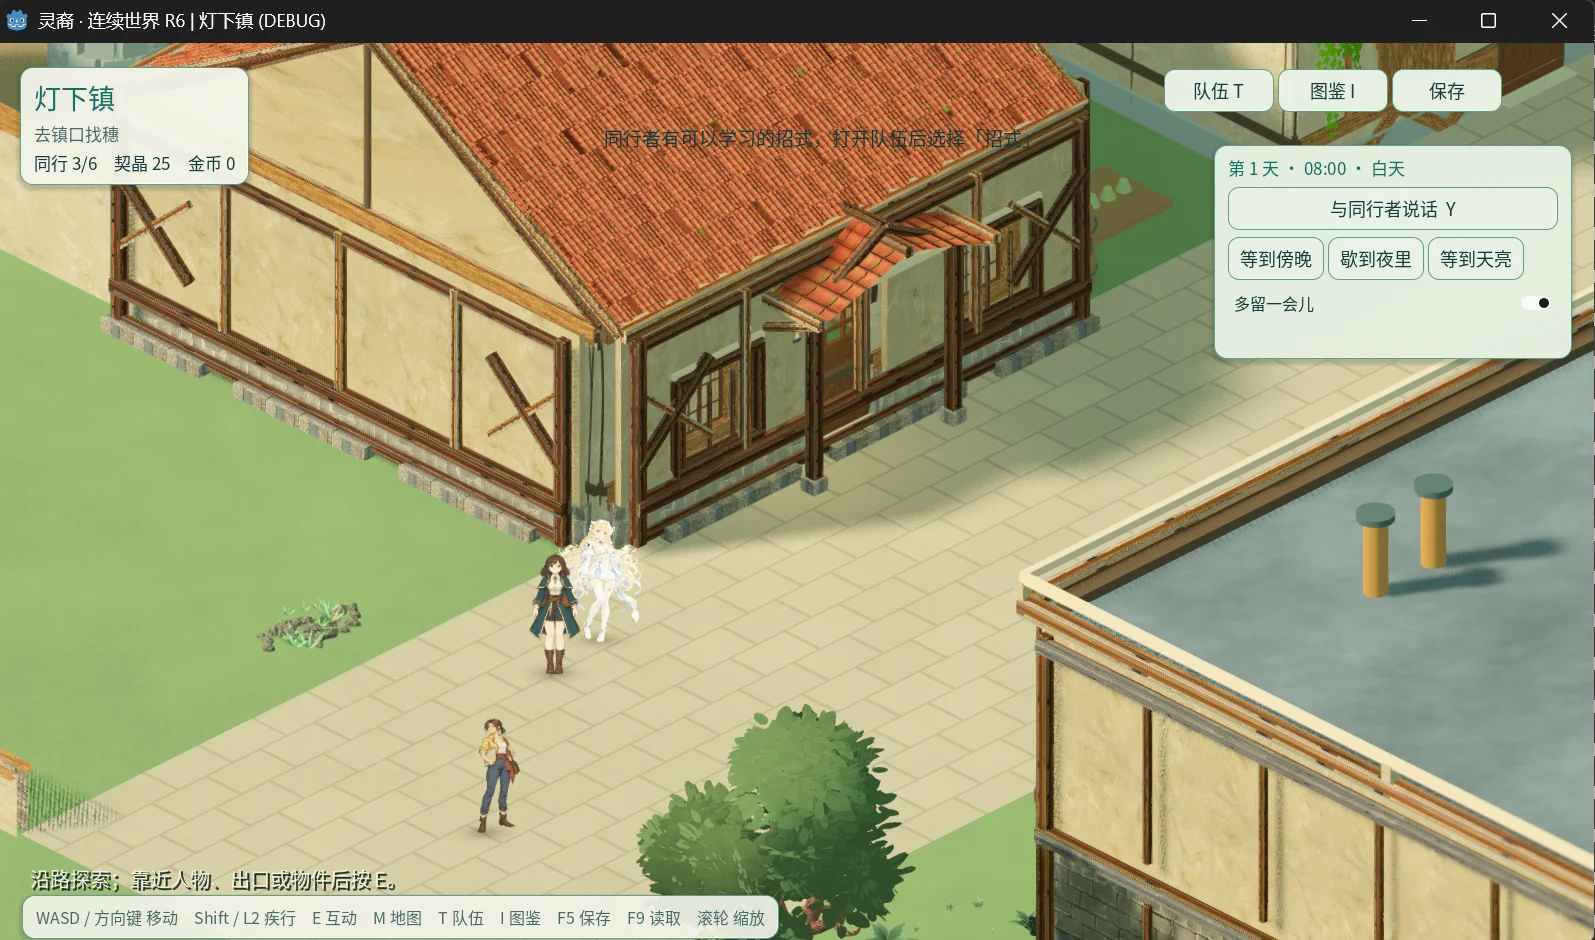 灵裔 · 连续世界 R6 | 灯下镇 (DEBUG)
灯下镇
去镇口找穗
同行 3/6 契晶 25 金币 0
同行者有可以学习的招式，打开队伍后选择「招式」
队伍 T 图鉴 I 保存
第 1 天 · 08:00 · 白天
与同行者说话 Y
等到傍晚 歇到夜里 等到天亮
多留一会儿
沿路探索；靠近人物、出口或物件后按 E。
WASD / 方向键 移动 Shift / L2 疾行 E 互动 M 地图 T 队伍 I 图鉴 F5 保存 F9 读取 滚轮 缩放